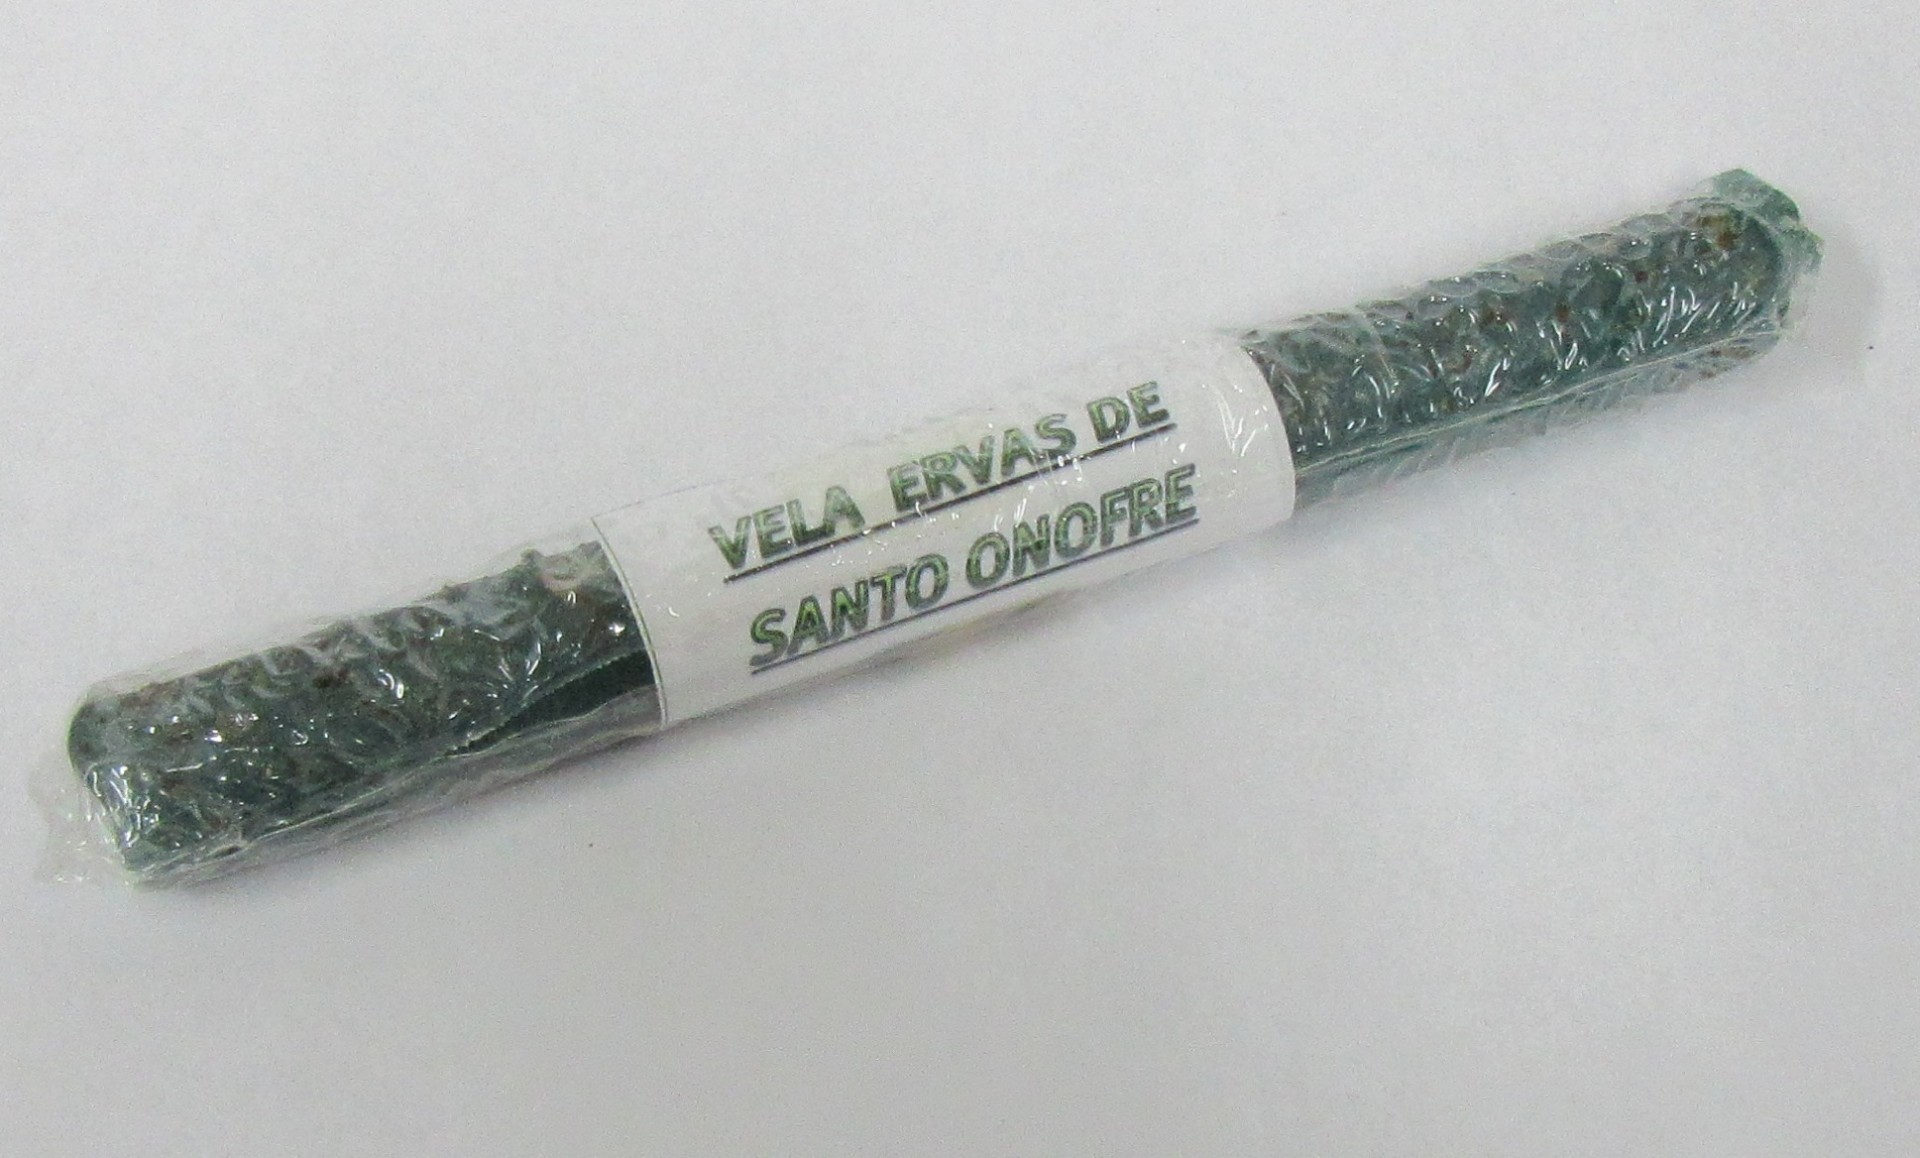 VELA ERVAS DE
SANTO ONOFRE